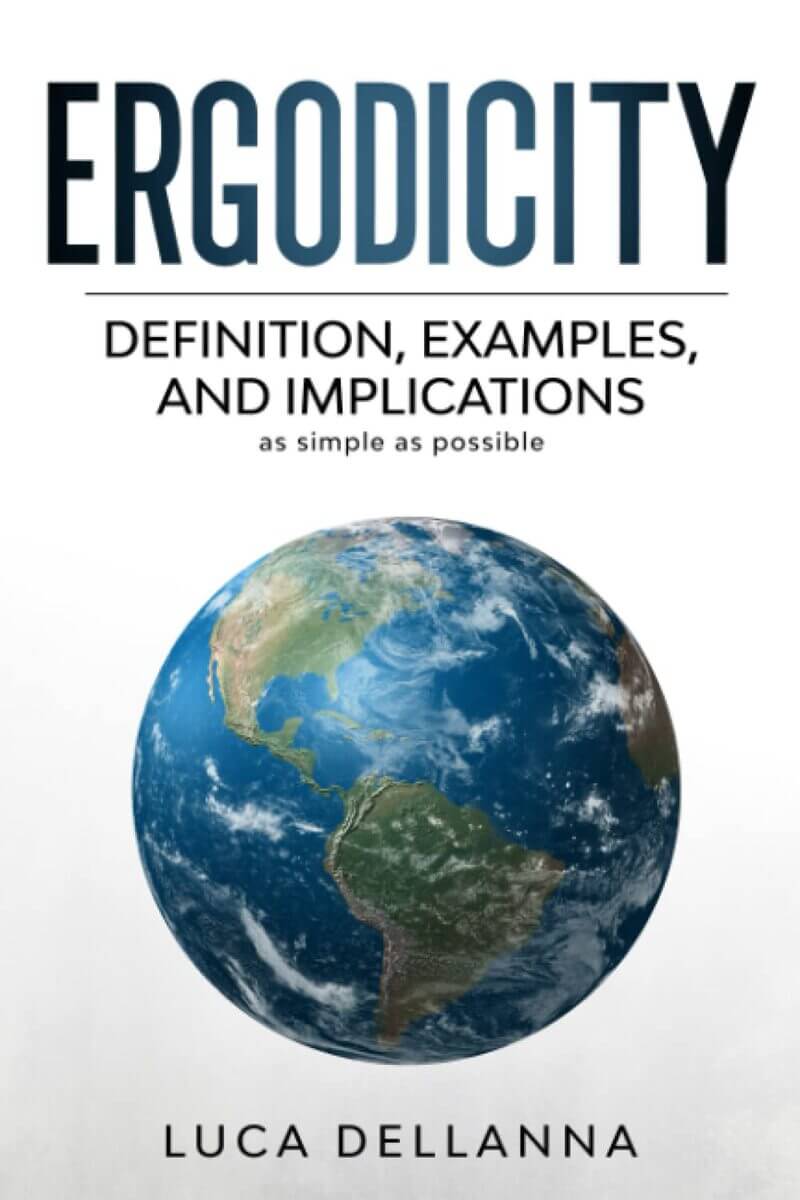 ERGODICITY
DEFINITION, EXAMPLES,
AND IMPLICATIONS
as simple as possible
LUCA DELLANNA